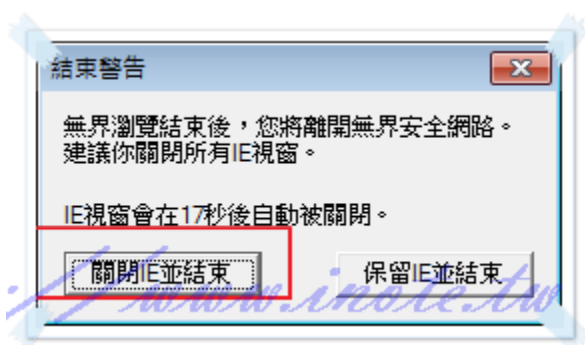 結束警告
無界瀏覽結束後，您將離開無界安全網路。
建議你關閉所有IE視窗。
IE視窗會在17秒後自動被關閉。
關閉IE並結束
保留IE並結束
://www.inote.tw